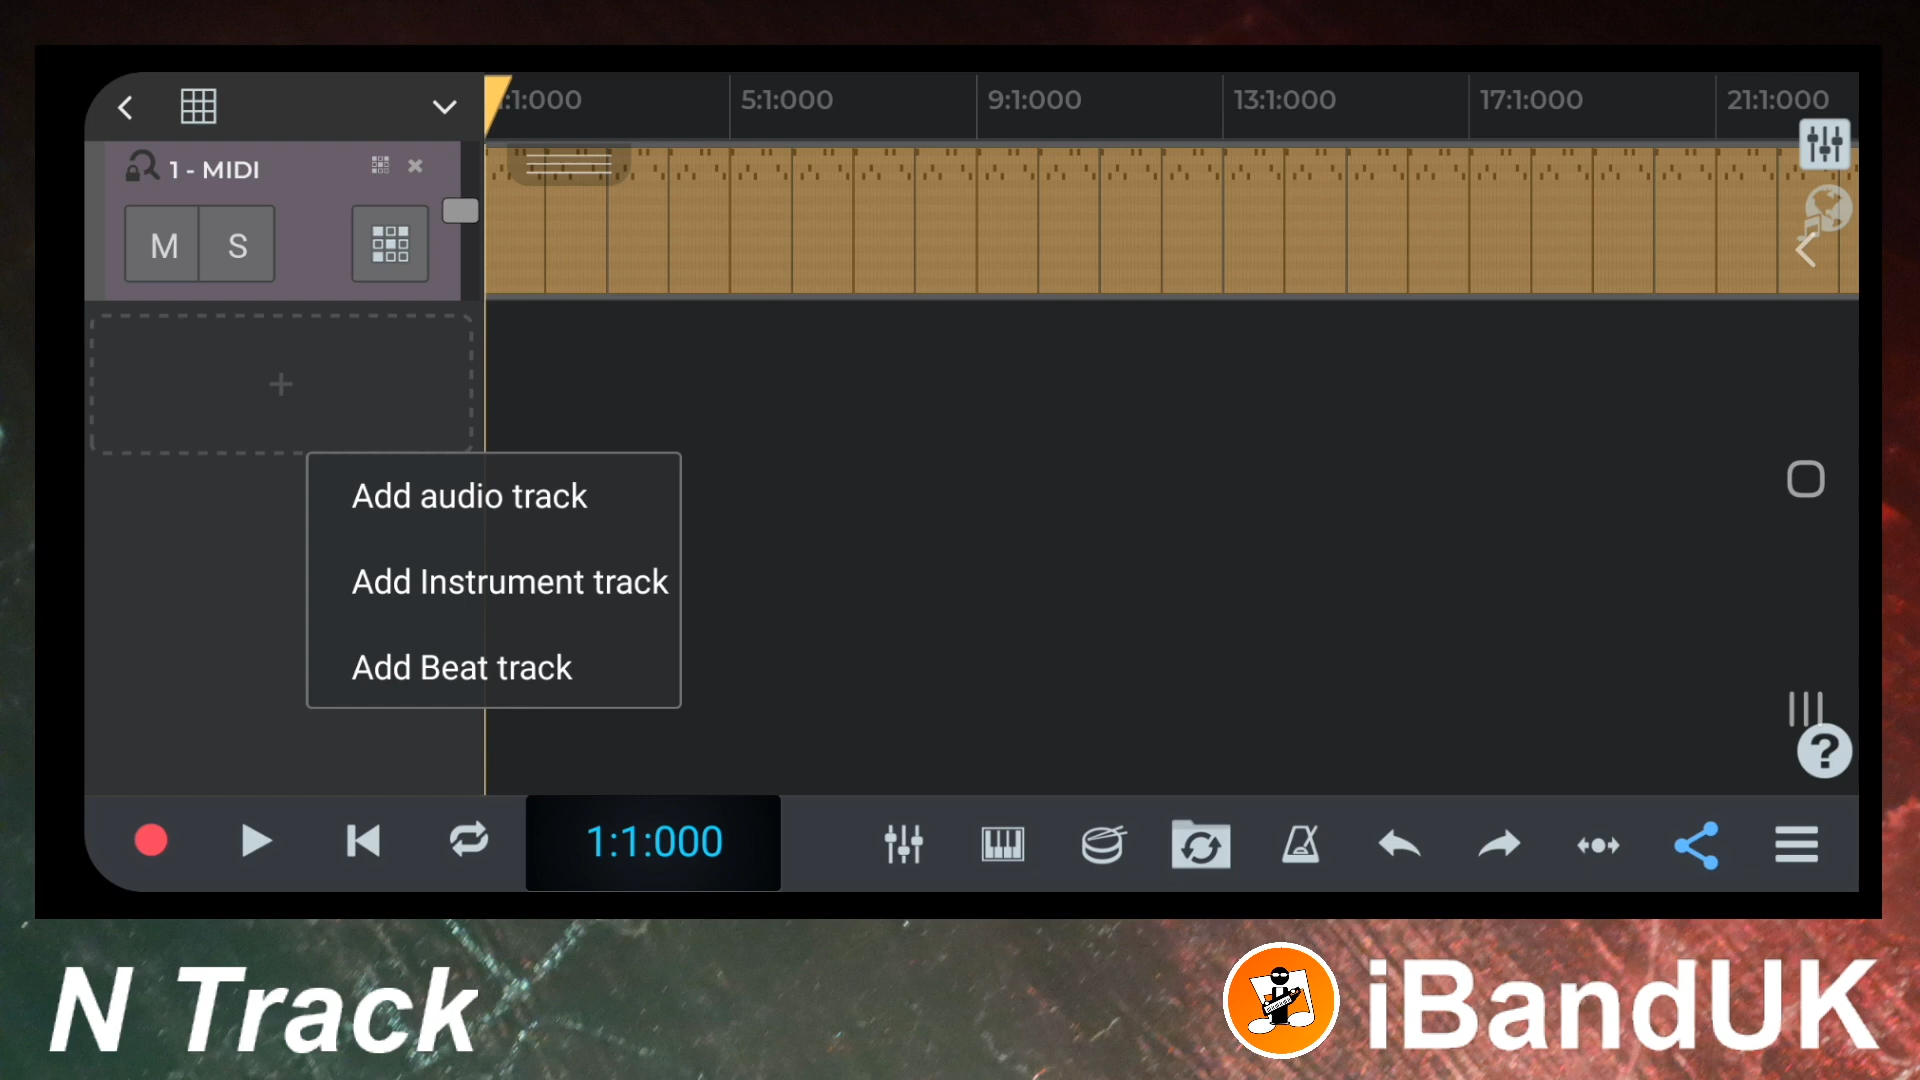 :1:000 5:1:000 9:1:000 13:1:000 17:1:000 21:1:000
1 - MIDI
M S
Add audio track
Add Instrument track
Add Beat track
?
1:1:000
N Track
iBandUK